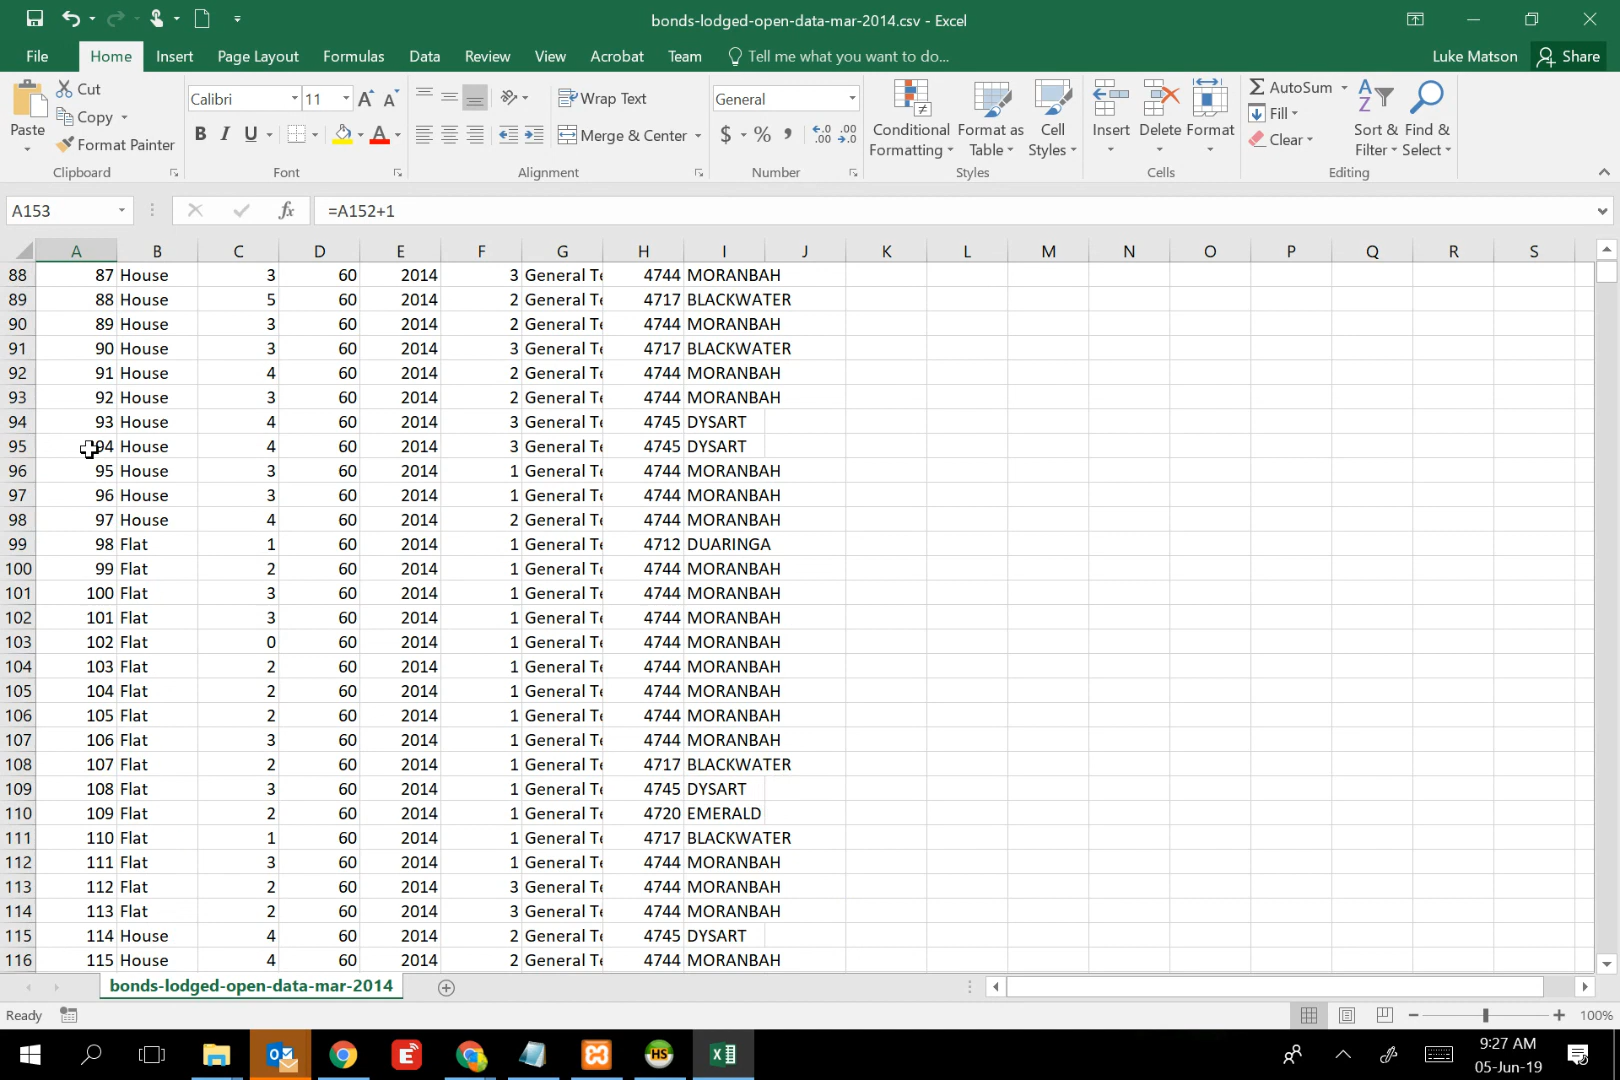 bonds-lodged-open-data-mar-2014.csv - Excel
File Home Insert Page Layout Formulas Data Review View Acrobat Team Tell me what you want to do... Luke Matson Share
Paste Cut Copy Format Painter
Clipboard
Calibri 11
B I U A
Font
Wrap Text
Merge & Center
Alignment
General
$ % ,
Number
Conditional Formatting
Format as Table
Cell Styles
Styles
Insert Delete Format
Cells
AutoSum
Fill
Clear
Sort & Filter
Find & Select
Editing
A153 fx =A152+1
A B C D E F G H I J K L M N O P Q R S
88 87 House 3 60 2014 3 General Te 4744 MORANBAH
89 88 House 5 60 2014 2 General Te 4717 BLACKWATER
90 89 House 3 60 2014 2 General Te 4744 MORANBAH
91 90 House 3 60 2014 3 General Te 4717 BLACKWATER
92 91 House 4 60 2014 2 General Te 4744 MORANBAH
93 92 House 3 60 2014 2 General Te 4744 MORANBAH
94 93 House 4 60 2014 3 General Te 4745 DYSART
95 94 House 4 60 2014 3 General Te 4745 DYSART
96 95 House 3 60 2014 1 General Te 4744 MORANBAH
97 96 House 3 60 2014 1 General Te 4744 MORANBAH
98 97 House 4 60 2014 2 General Te 4744 MORANBAH
99 98 Flat 1 60 2014 1 General Te 4712 DUARINGA
100 99 Flat 2 60 2014 1 General Te 4744 MORANBAH
101 100 Flat 3 60 2014 1 General Te 4744 MORANBAH
102 101 Flat 3 60 2014 1 General Te 4744 MORANBAH
103 102 Flat 0 60 2014 1 General Te 4744 MORANBAH
104 103 Flat 2 60 2014 1 General Te 4744 MORANBAH
105 104 Flat 2 60 2014 1 General Te 4744 MORANBAH
106 105 Flat 2 60 2014 1 General Te 4744 MORANBAH
107 106 Flat 3 60 2014 1 General Te 4744 MORANBAH
108 107 Flat 2 60 2014 1 General Te 4717 BLACKWATER
109 108 Flat 3 60 2014 1 General Te 4745 DYSART
110 109 Flat 2 60 2014 1 General Te 4720 EMERALD
111 110 Flat 1 60 2014 1 General Te 4717 BLACKWATER
112 111 Flat 3 60 2014 1 General Te 4744 MORANBAH
113 112 Flat 2 60 2014 3 General Te 4744 MORANBAH
114 113 Flat 2 60 2014 3 General Te 4744 MORANBAH
115 114 House 4 60 2014 2 General Te 4745 DYSART
116 115 House 4 60 2014 2 General Te 4744 MORANBAH
bonds-lodged-open-data-mar-2014
Ready 100%
9:27 AM
05-Jun-19